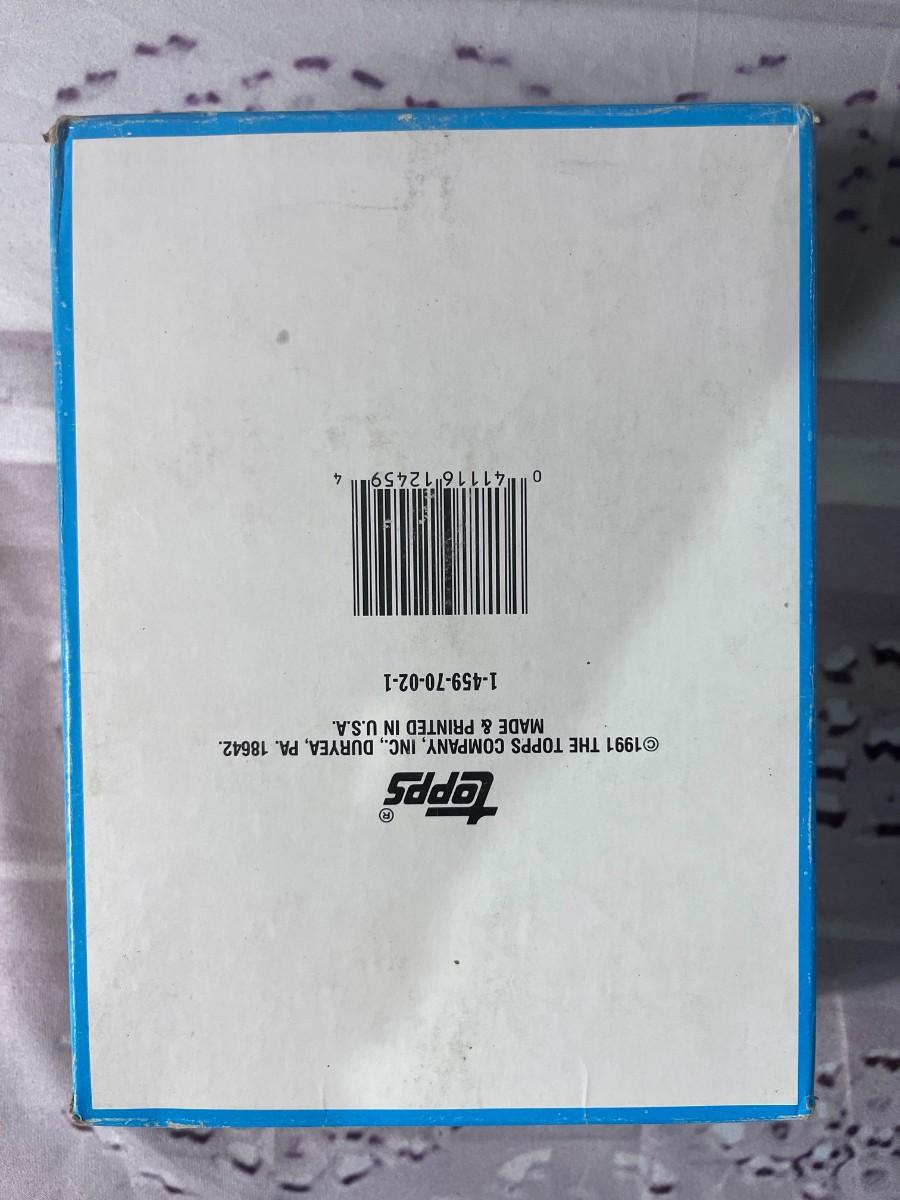 topps®
©1991 THE TOPPS COMPANY, INC., DURYEA, PA. 18642.
MADE & PRINTED IN U.S.A.
1-459-70-02-1
0 41116 12459 4